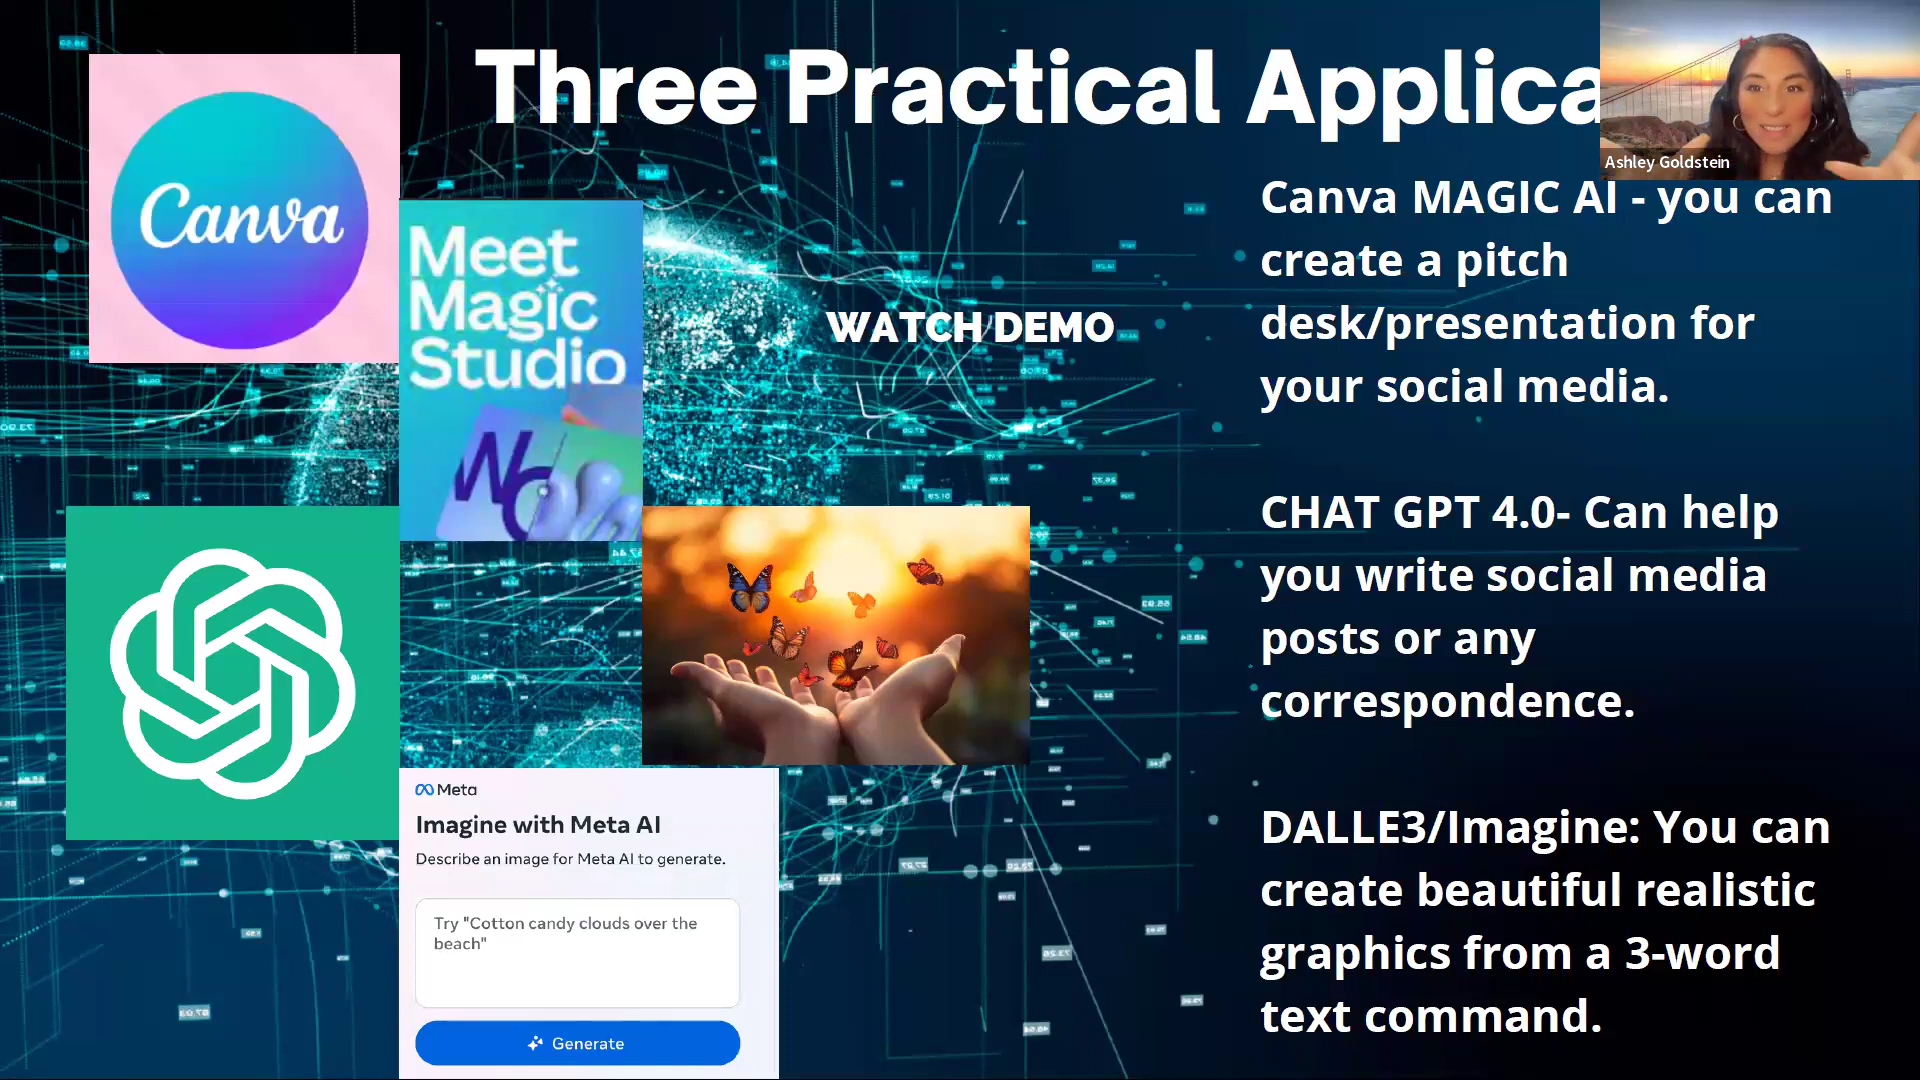 Three Practical Applica
Ashley Goldstein
Canva
Meet
Magic
Studio
WATCH DEMO
Canva MAGIC AI - you can
create a pitch
desk/presentation for
your social media.
CHAT GPT 4.0- Can help
you write social media
posts or any
correspondence.
DALLE3/Imagine: You can
create beautiful realistic
graphics from a 3-word
text command.
Meta
Imagine with Meta AI
Describe an image for Meta AI to generate.
Try "Cotton candy clouds over the
beach"
Generate